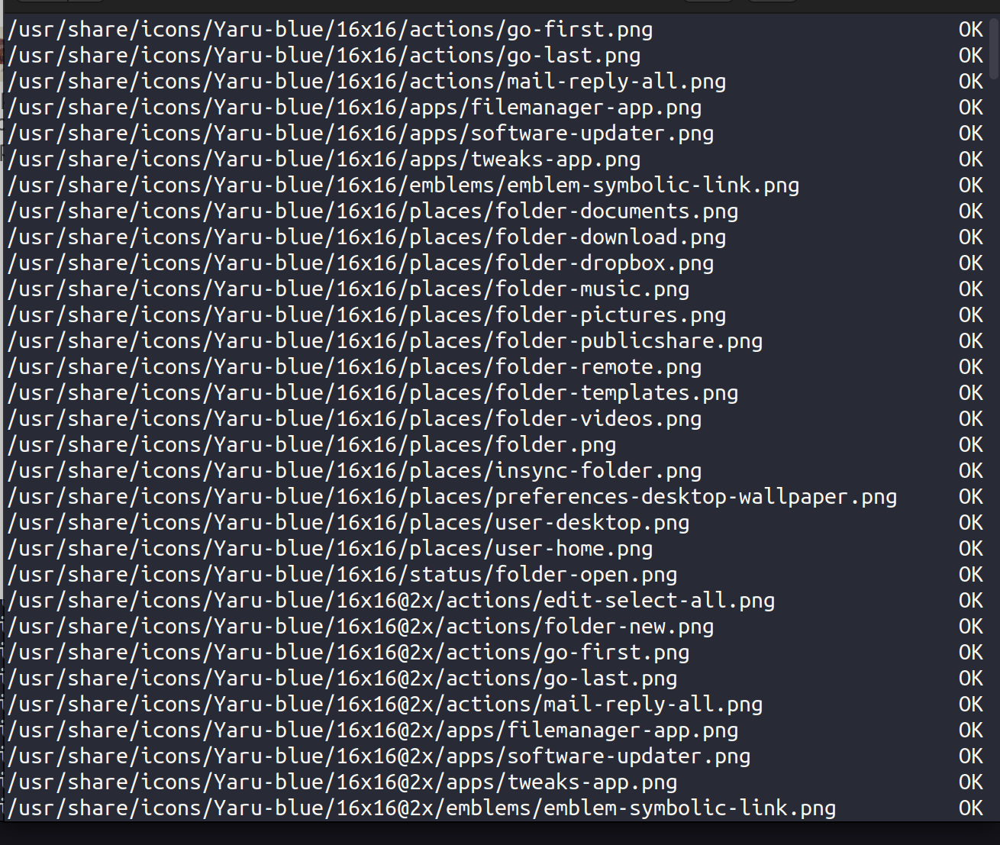 /usr/share/icons/Yaru-blue/16x16/actions/go-first.png OK
/usr/share/icons/Yaru-blue/16x16/actions/go-last.png OK
/usr/share/icons/Yaru-blue/16x16/actions/mail-reply-all.png OK
/usr/share/icons/Yaru-blue/16x16/apps/filemanager-app.png OK
/usr/share/icons/Yaru-blue/16x16/apps/software-updater.png OK
/usr/share/icons/Yaru-blue/16x16/apps/tweaks-app.png OK
/usr/share/icons/Yaru-blue/16x16/emblems/emblem-symbolic-link.png OK
/usr/share/icons/Yaru-blue/16x16/places/folder-documents.png OK
/usr/share/icons/Yaru-blue/16x16/places/folder-download.png OK
/usr/share/icons/Yaru-blue/16x16/places/folder-dropbox.png OK
/usr/share/icons/Yaru-blue/16x16/places/folder-music.png OK
/usr/share/icons/Yaru-blue/16x16/places/folder-pictures.png OK
/usr/share/icons/Yaru-blue/16x16/places/folder-publicshare.png OK
/usr/share/icons/Yaru-blue/16x16/places/folder-remote.png OK
/usr/share/icons/Yaru-blue/16x16/places/folder-templates.png OK
/usr/share/icons/Yaru-blue/16x16/places/folder-videos.png OK
/usr/share/icons/Yaru-blue/16x16/places/folder.png OK
/usr/share/icons/Yaru-blue/16x16/places/insync-folder.png OK
/usr/share/icons/Yaru-blue/16x16/places/preferences-desktop-wallpaper.png OK
/usr/share/icons/Yaru-blue/16x16/places/user-desktop.png OK
/usr/share/icons/Yaru-blue/16x16/places/user-home.png OK
/usr/share/icons/Yaru-blue/16x16/status/folder-open.png OK
/usr/share/icons/Yaru-blue/16x16@2x/actions/edit-select-all.png OK
/usr/share/icons/Yaru-blue/16x16@2x/actions/folder-new.png OK
/usr/share/icons/Yaru-blue/16x16@2x/actions/go-first.png OK
/usr/share/icons/Yaru-blue/16x16@2x/actions/go-last.png OK
/usr/share/icons/Yaru-blue/16x16@2x/actions/mail-reply-all.png OK
/usr/share/icons/Yaru-blue/16x16@2x/apps/filemanager-app.png OK
/usr/share/icons/Yaru-blue/16x16@2x/apps/software-updater.png OK
/usr/share/icons/Yaru-blue/16x16@2x/apps/tweaks-app.png OK
/usr/share/icons/Yaru-blue/16x16@2x/emblems/emblem-symbolic-link.png OK